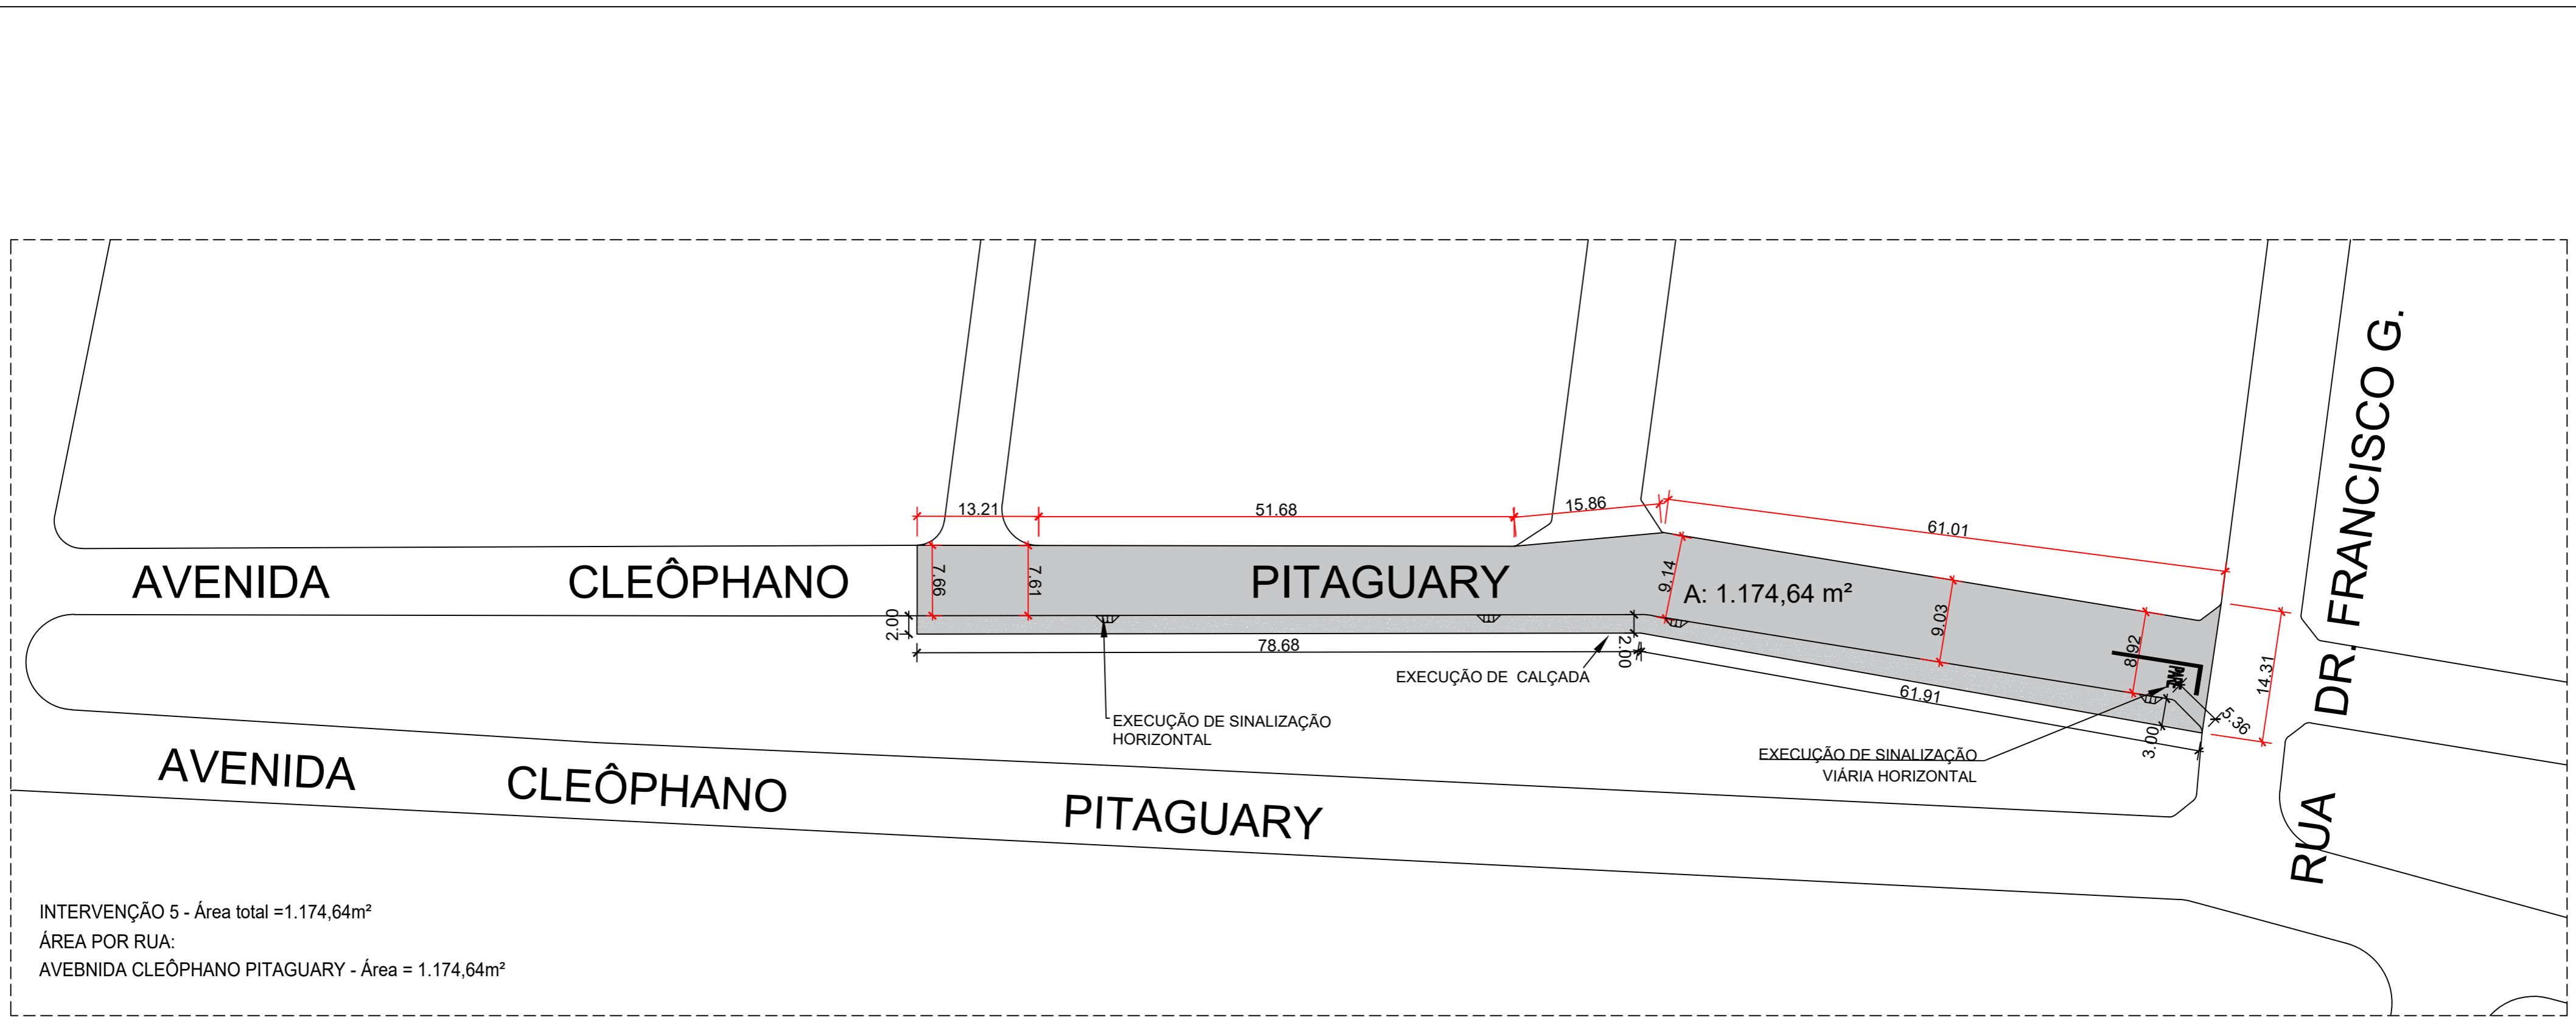 13.21
51.68
15.86
61.01
7.66
7.61
9.14
9.03
8.92
14.31
AVENIDA CLEÔPHANO PITAGUARY
A: 1.174,64 m²
2.00
78.68
2.00
61.91
3.00
5.36
PARE
EXECUÇÃO DE CALÇADA
EXECUÇÃO DE SINALIZAÇÃO
HORIZONTAL
EXECUÇÃO DE SINALIZAÇÃO
VIÁRIA HORIZONTAL
AVENIDA CLEÔPHANO PITAGUARY
RUA DR. FRANCISCO G.
INTERVENÇÃO 5 - Área total =1.174,64m²
ÁREA POR RUA:
AVEBNIDA CLEÔPHANO PITAGUARY - Área = 1.174,64m²